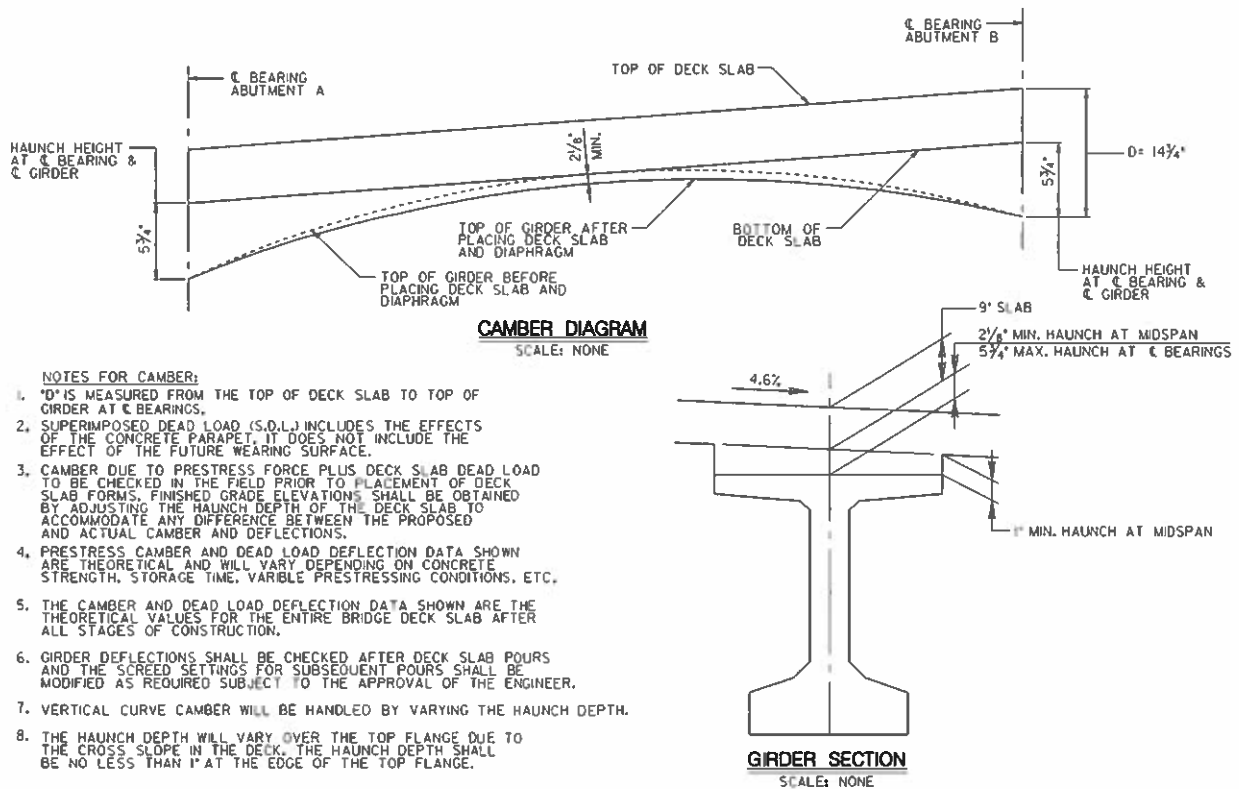 ℄ BEARING
ABUTMENT B
℄ BEARING
ABUTMENT A
TOP OF DECK SLAB
HAUNCH HEIGHT
AT ℄ BEARING &
℄ GIRDER
2⅛"
MIN.
D= 14¾"
5¾"
5¾"
TOP OF GIRDER AFTER
PLACING DECK SLAB
AND DIAPHRAGM
BOTTOM OF
DECK SLAB
TOP OF GIRDER BEFORE
PLACING DECK SLAB AND
DIAPHRAGM
HAUNCH HEIGHT
AT ℄ BEARING &
℄ GIRDER
CAMBER DIAGRAM
SCALE: NONE
9" SLAB
2⅛" MIN. HAUNCH AT MIDSPAN
5¾" MAX. HAUNCH AT ℄ BEARINGS
4.6%
1" MIN. HAUNCH AT MIDSPAN
GIRDER SECTION
SCALE: NONE
NOTES FOR CAMBER:
1. "D" IS MEASURED FROM THE TOP OF DECK SLAB TO TOP OF
GIRDER AT ℄ BEARINGS.
2. SUPERIMPOSED DEAD LOAD (S.D.L.) INCLUDES THE EFFECTS
OF THE CONCRETE PARAPET. IT DOES NOT INCLUDE THE
EFFECT OF THE FUTURE WEARING SURFACE.
3. CAMBER DUE TO PRESTRESS FORCE PLUS DECK SLAB DEAD LOAD
TO BE CHECKED IN THE FIELD PRIOR TO PLACEMENT OF DECK
SLAB FORMS. FINISHED GRADE ELEVATIONS SHALL BE OBTAINED
BY ADJUSTING THE HAUNCH DEPTH OF THE DECK SLAB TO
ACCOMMODATE ANY DIFFERENCE BETWEEN THE PROPOSED
AND ACTUAL CAMBER AND DEFLECTIONS.
4. PRESTRESS CAMBER AND DEAD LOAD DEFLECTION DATA SHOWN
ARE THEORETICAL AND WILL VARY DEPENDING ON CONCRETE
STRENGTH, STORAGE TIME, VARIBLE PRESTRESSING CONDITIONS, ETC.
5. THE CAMBER AND DEAD LOAD DEFLECTION DATA SHOWN ARE THE
THEORETICAL VALUES FOR THE ENTIRE BRIDGE DECK SLAB AFTER
ALL STAGES OF CONSTRUCTION.
6. GIRDER DEFLECTIONS SHALL BE CHECKED AFTER DECK SLAB POURS
AND THE SCREED SETTINGS FOR SUBSEQUENT POURS SHALL BE
MODIFIED AS REQUIRED SUBJECT TO THE APPROVAL OF THE ENGINEER.
7. VERTICAL CURVE CAMBER WILL BE HANDLED BY VARYING THE HAUNCH DEPTH.
8. THE HAUNCH DEPTH WILL VARY OVER THE TOP FLANGE DUE TO
THE CROSS SLOPE IN THE DECK. THE HAUNCH DEPTH SHALL
BE NO LESS THAN 1" AT THE EDGE OF THE TOP FLANGE.